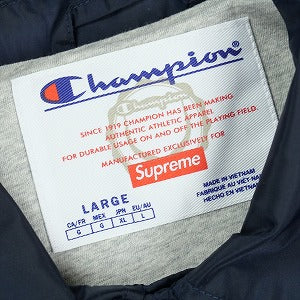 Champion
Champion
SINCE 1919 CHAMPION HAS BEEN MAKING
AUTHENTIC ATHLETIC APPAREL
FOR DURABLE USAGE ON AND OFF THE PLAYING FIELD.
MANUFACTURED EXCLUSIVELY FOR
Supreme
LARGE
CA/FR MEX JPN EU/AU
G G XL L
MADE IN VIETNAM
FABRIQUÉ AU VIET NAM
HECHO EN VIETNAM